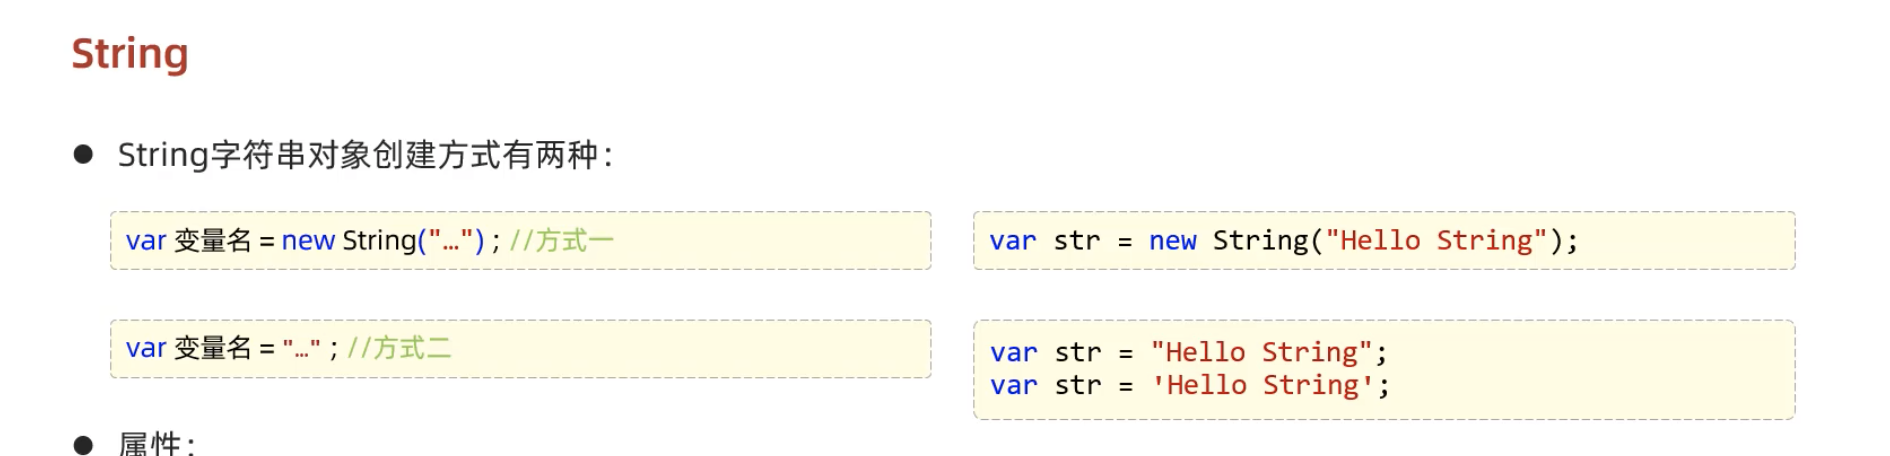 String
● String字符串对象创建方式有两种：
var 变量名 = new String("…") ; //方式一
var str = new String("Hello String");
var 变量名 = "…" ; //方式二
var str = "Hello String";
var str = 'Hello String';
● 属性：